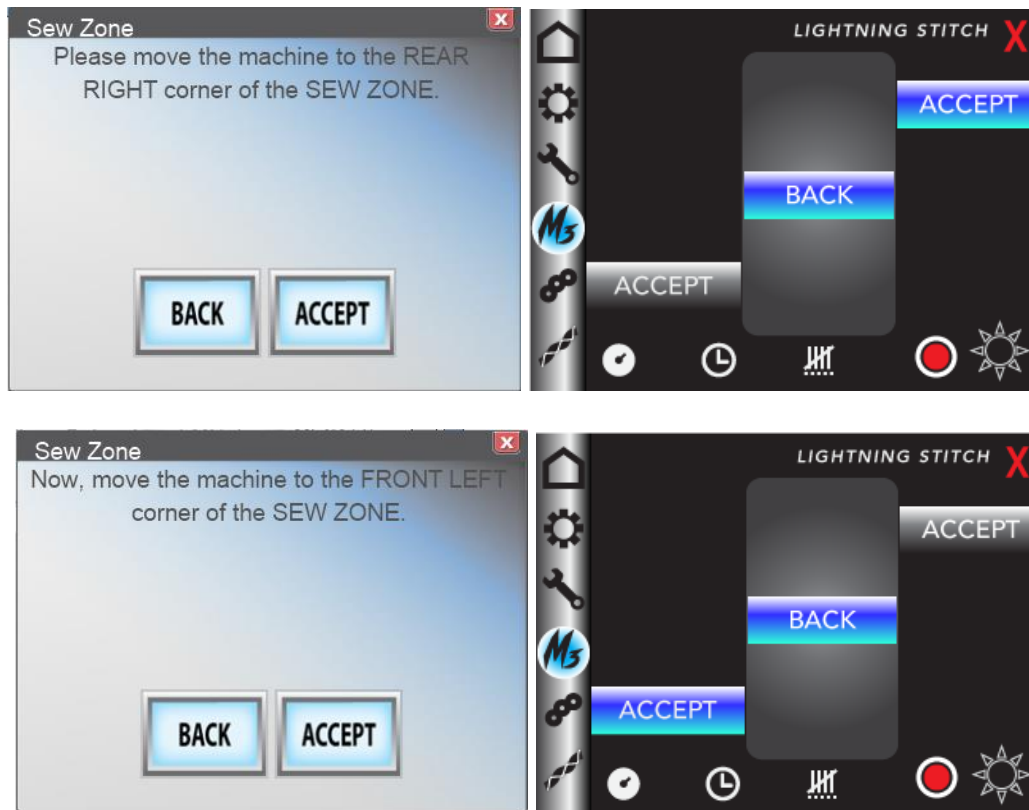 Sew Zone
X
Please move the machine to the REAR
RIGHT corner of the SEW ZONE.
BACK ACCEPT
LIGHTNING STITCH X
ACCEPT
BACK
M3
ACCEPT
Sew Zone
X
Now, move the machine to the FRONT LEFT
corner of the SEW ZONE.
BACK ACCEPT
LIGHTNING STITCH X
ACCEPT
BACK
M3
ACCEPT